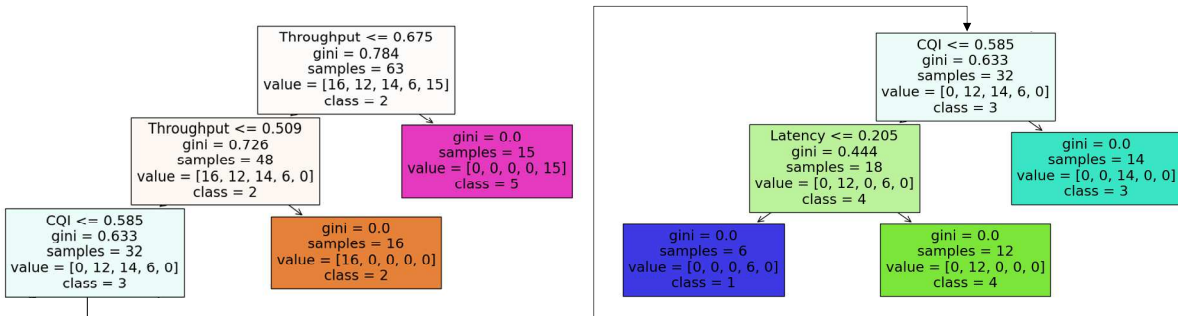 Throughput <= 0.675
gini = 0.784
samples = 63
value = [16, 12, 14, 6, 15]
class = 2
Throughput <= 0.509
gini = 0.726
samples = 48
value = [16, 12, 14, 6, 0]
class = 2
gini = 0.0
samples = 15
value = [0, 0, 0, 0, 15]
class = 5
CQI <= 0.585
gini = 0.633
samples = 32
value = [0, 12, 14, 6, 0]
class = 3
gini = 0.0
samples = 16
value = [16, 0, 0, 0, 0]
class = 2
CQI <= 0.585
gini = 0.633
samples = 32
value = [0, 12, 14, 6, 0]
class = 3
Latency <= 0.205
gini = 0.444
samples = 18
value = [0, 12, 0, 6, 0]
class = 4
gini = 0.0
samples = 14
value = [0, 0, 14, 0, 0]
class = 3
gini = 0.0
samples = 6
value = [0, 0, 0, 6, 0]
class = 1
gini = 0.0
samples = 12
value = [0, 12, 0, 0, 0]
class = 4